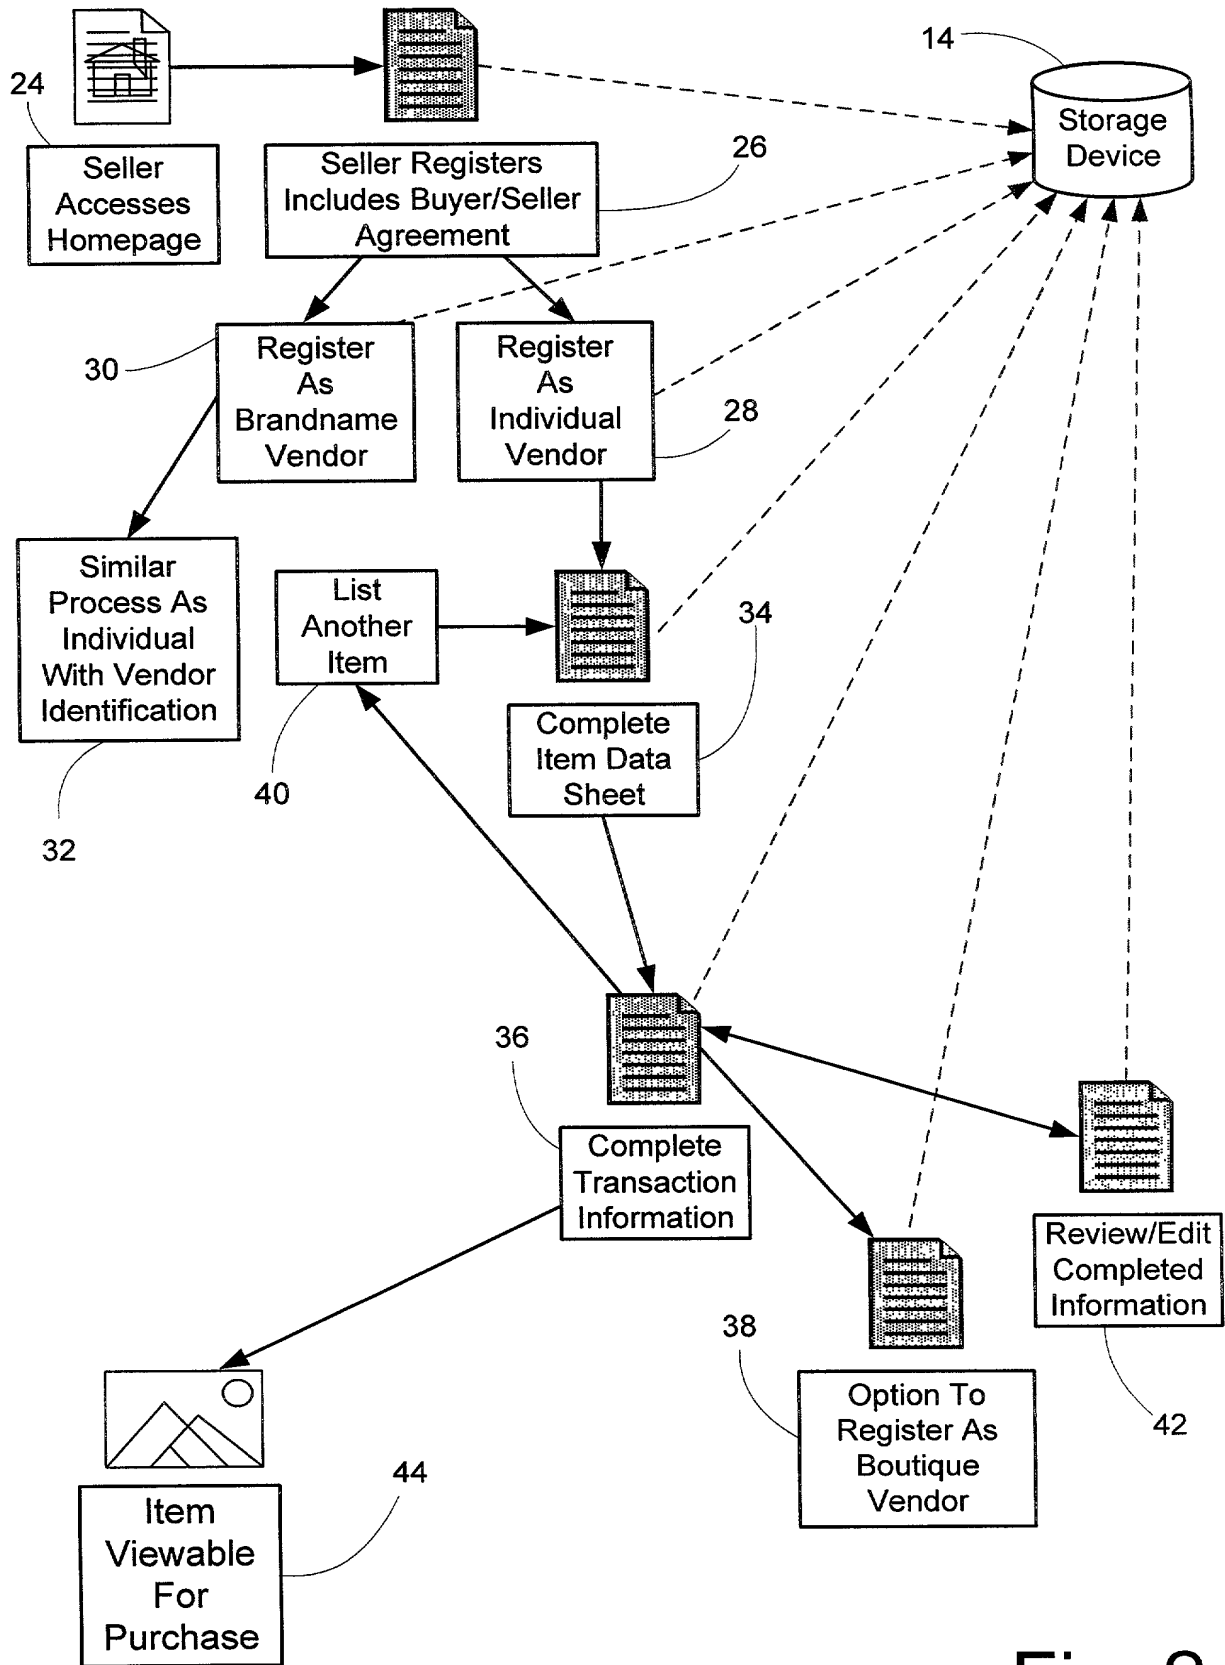 14
24
Storage
Device
Seller
Accesses
Homepage
Seller Registers
Includes Buyer/Seller
Agreement
26
30
Register
As
Brandname
Vendor
Register
As
Individual
Vendor
28
Similar
Process As
Individual
With Vendor
Identification
32
List
Another
Item
40
34
Complete
Item Data
Sheet
36
Complete
Transaction
Information
Review/Edit
Completed
Information
42
38
Option To
Register As
Boutique
Vendor
44
Item
Viewable
For
Purchase